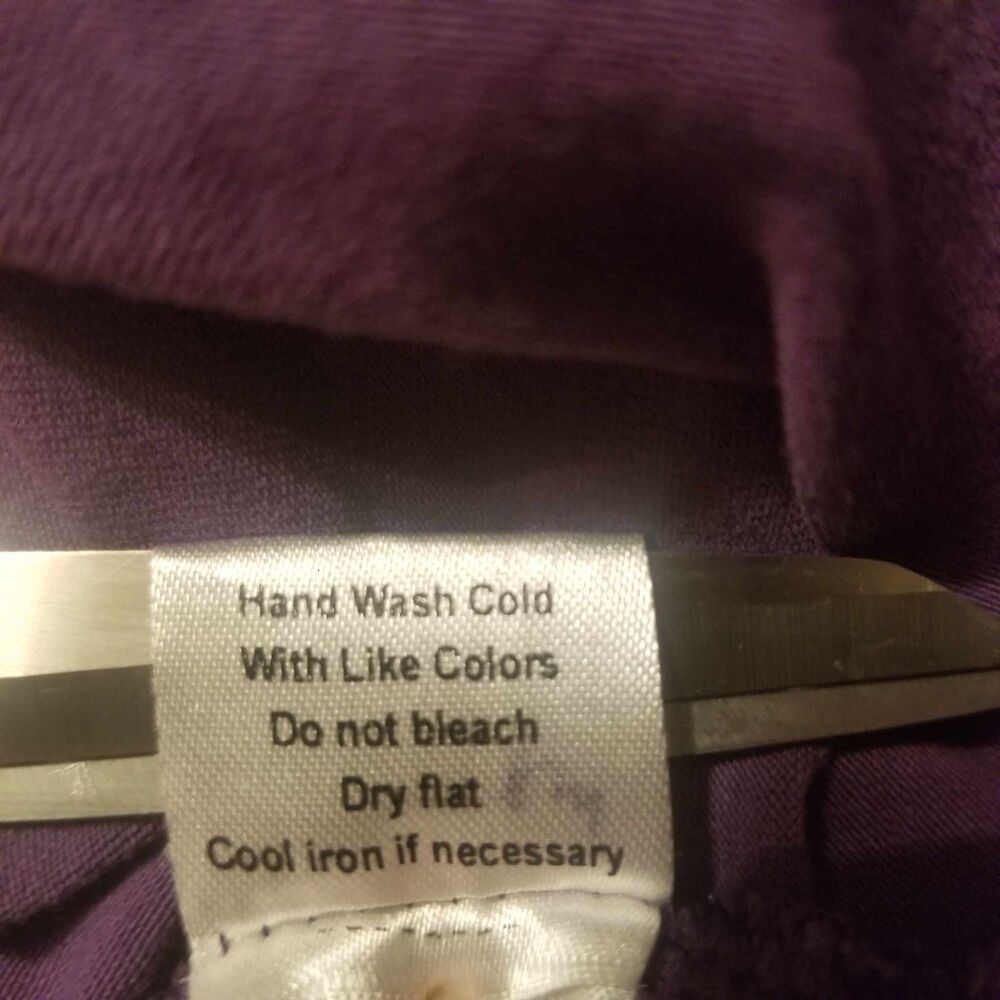 Hand Wash Cold
With Like Colors
Do not bleach
Dry flat
Cool iron if necessary